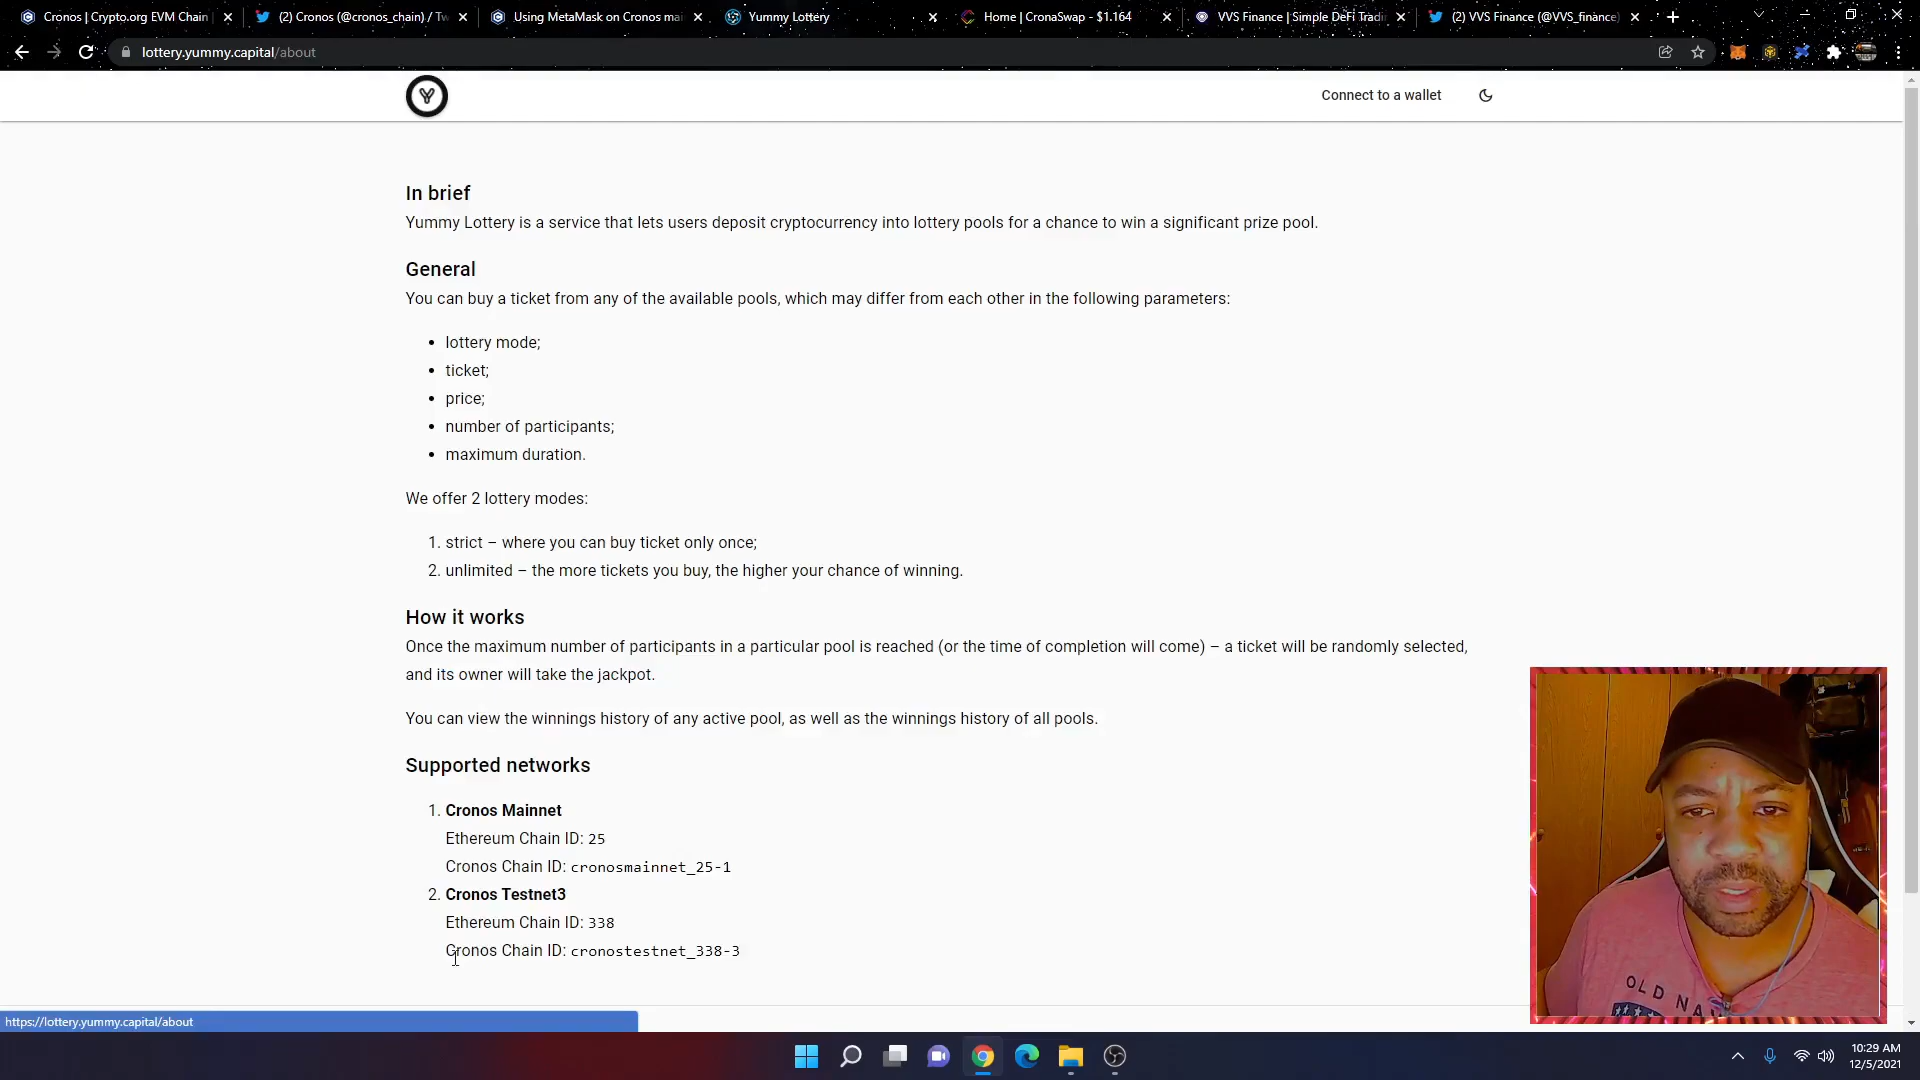 Cronos | Crypto.org EVM Chain
(2) Cronos (@cronos_chain) / Tw
Using MetaMask on Cronos mai
Yummy Lottery
Home | CronaSwap - $1.164
VVS Finance | Simple DeFi Tradi
(2) VVS Finance (@VVS_finance)
lottery.yummy.capital/about
Connect to a wallet
In brief
Yummy Lottery is a service that lets users deposit cryptocurrency into lottery pools for a chance to win a significant prize pool.
General
You can buy a ticket from any of the available pools, which may differ from each other in the following parameters:
• lottery mode;
• ticket;
• price;
• number of participants;
• maximum duration.
We offer 2 lottery modes:
1. strict – where you can buy ticket only once;
2. unlimited – the more tickets you buy, the higher your chance of winning.
How it works
Once the maximum number of participants in a particular pool is reached (or the time of completion will come) – a ticket will be randomly selected,
and its owner will take the jackpot.
You can view the winnings history of any active pool, as well as the winnings history of all pools.
Supported networks
1. Cronos Mainnet
Ethereum Chain ID: 25
Cronos Chain ID: cronosmainnet_25-1
2. Cronos Testnet3
Ethereum Chain ID: 338
Cronos Chain ID: cronostestnet_338-3
OLD NA
https://lottery.yummy.capital/about
10:29 AM
12/5/2021